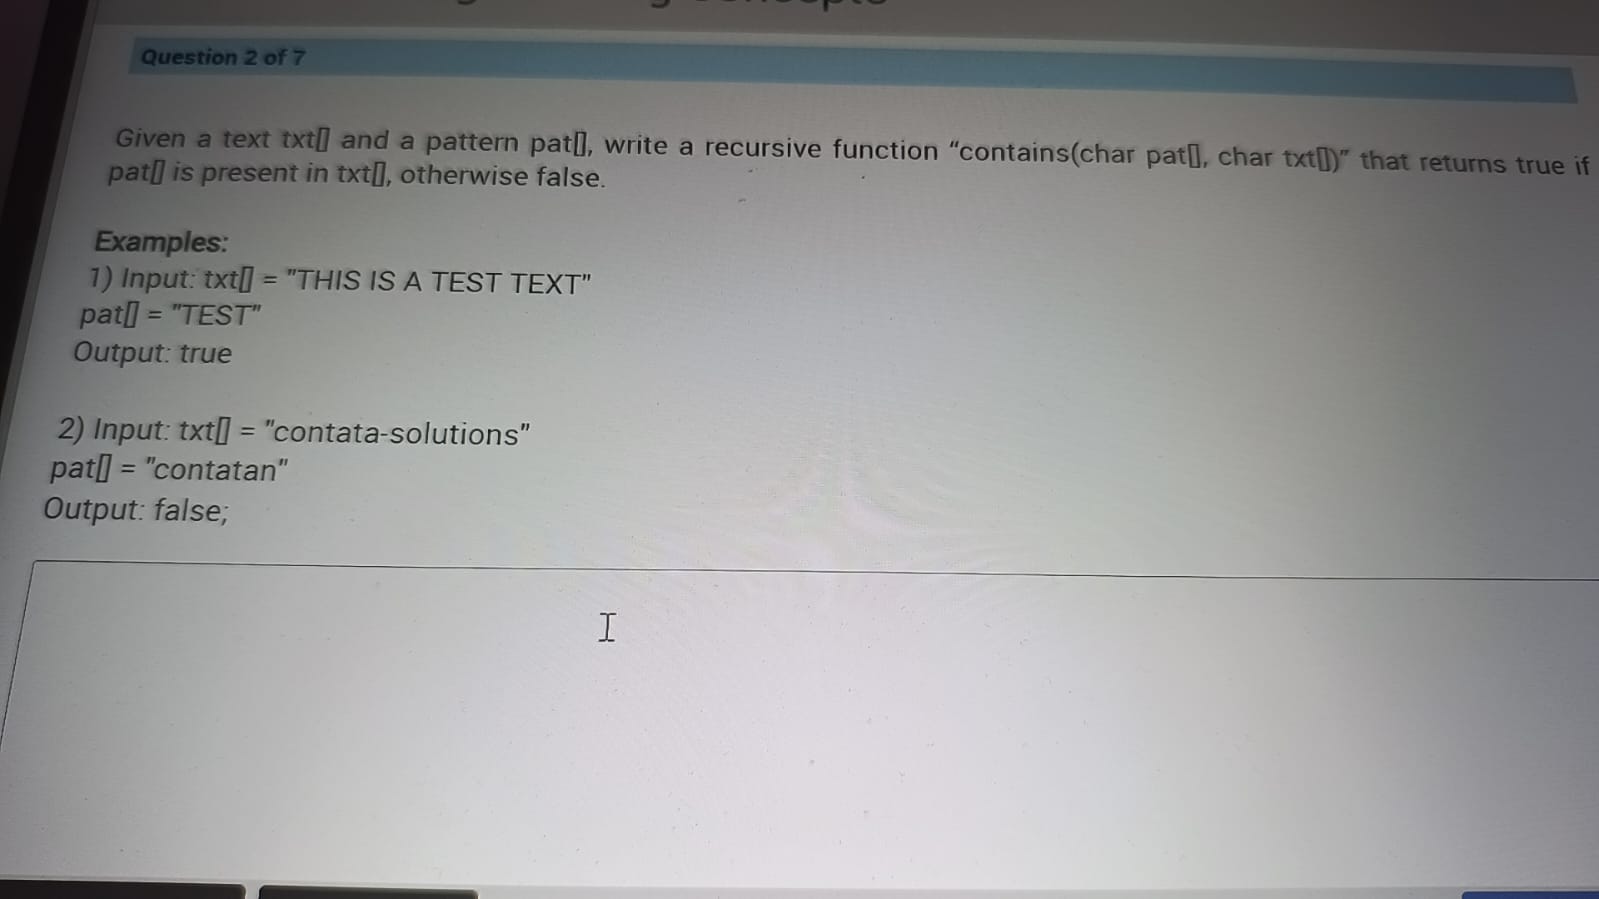 Question 2 of 7
Given a text txt[] and a pattern pat[], write a recursive function “contains(char pat[], char txt[])” that returns true if
pat[] is present in txt[], otherwise false.
Examples:
1) Input: txt[] = "THIS IS A TEST TEXT"
pat[] = "TEST"
Output: true
2) Input: txt[] = "contata-solutions"
pat[] = "contatan"
Output: false;